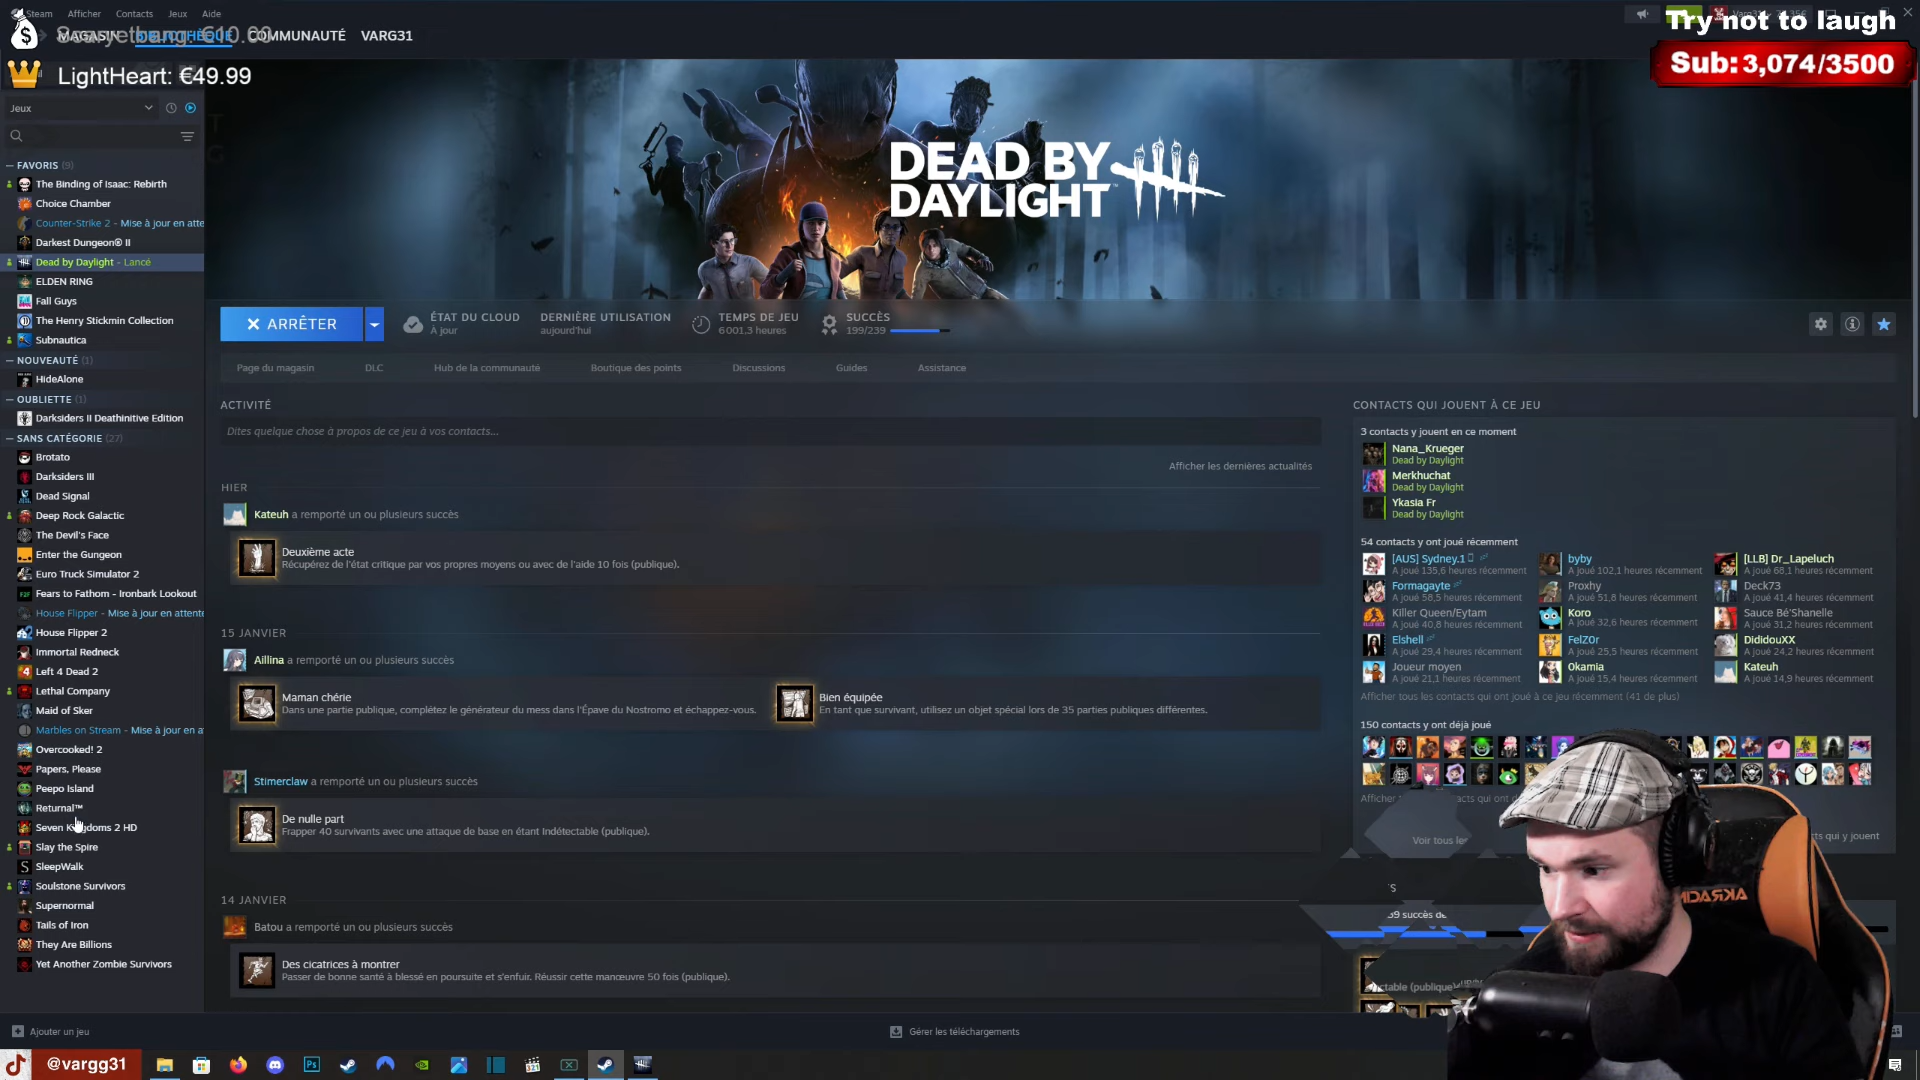 Steam Afficher Contacts Jeux Aide
MAGASIN BIBLIOTHÈQUE COMMUNAUTÉ VARG31
Try not to laugh
LightHeart: €49.99
Sub: 3,074/3500
Jeux
FAVORIS (9)
The Binding of Isaac: Rebirth
Choice Chamber
Counter-Strike 2 - Mise à jour en atte
Darkest Dungeon® II
Dead by Daylight - Lancé
ELDEN RING
Fall Guys
The Henry Stickmin Collection
Subnautica
NOUVEAUTÉ (1)
HideAlone
OUBLIETTE (1)
Darksiders II Deathinitive Edition
SANS CATÉGORIE (27)
Brotato
Darksiders III
Dead Signal
Deep Rock Galactic
The Devil's Face
Enter the Gungeon
Euro Truck Simulator 2
Fears to Fathom - Ironbark Lookout
House Flipper - Mise à jour en attente
House Flipper 2
Immortal Redneck
Left 4 Dead 2
Lethal Company
Maid of Sker
Marbles on Stream - Mise à jour en a
Overcooked! 2
Papers, Please
Peepo Island
Returnal™
Seven Kingdoms 2 HD
Slay the Spire
SleepWalk
Soulstone Survivors
Supernormal
Tails of Iron
They Are Billions
Yet Another Zombie Survivors
DEAD BY
DAYLIGHT
ARRÊTER
ÉTAT DU CLOUD
À jour
DERNIÈRE UTILISATION
aujourd'hui
TEMPS DE JEU
6 001,3 heures
SUCCÈS
199/239
Page du magasin DLC Hub de la communauté Boutique des points Discussions Guides Assistance
ACTIVITÉ
Dites quelque chose à propos de ce jeu à vos contacts...
Afficher les dernières actualités
HIER
Kateuh a remporté un ou plusieurs succès
Deuxième acte
Récupérez de l'état critique par vos propres moyens ou avec de l'aide 10 fois (publique).
15 JANVIER
Aillina a remporté un ou plusieurs succès
Maman chérie
Dans une partie publique, complétez le générateur du mess dans l'Épave du Nostromo et échappez-vous.
Bien équipée
En tant que survivant, utilisez un objet spécial lors de 35 parties publiques différentes.
Stimerclaw a remporté un ou plusieurs succès
De nulle part
Frapper 40 survivants avec une attaque de base en étant Indétectable (publique).
14 JANVIER
Batou a remporté un ou plusieurs succès
Des cicatrices à montrer
Passer de bonne santé à blessé en poursuite et s'enfuir. Réussir cette manœuvre 50 fois (publique).
CONTACTS QUI JOUENT À CE JEU
3 contacts y jouent en ce moment
Nana_Krueger
Dead by Daylight
Merkhuchat
Dead by Daylight
Ykasia Fr
Dead by Daylight
54 contacts y ont joué récemment
[AUS] Sydney.1 byby [LLB] Dr_Lapeluch
A joué 135,6 heures récemment A joué 102,1 heures récemment A joué 68,1 heures récemment
Formagayte Proxhy Deck73
A joué 58,5 heures récemment A joué 51,8 heures récemment A joué 41,4 heures récemment
Killer Queen/Eytam Koro Sauce Bé'Shanelle
A joué 40,8 heures récemment A joué 32,6 heures récemment A joué 31,2 heures récemment
Elshell FelZ0r DididouXX
A joué 29,4 heures récemment A joué 25,5 heures récemment A joué 24,2 heures récemment
Joueur moyen 0kamia Kateuh
A joué 21,1 heures récemment A joué 15,4 heures récemment A joué 14,9 heures récemment
Afficher tous les contacts qui ont joué à ce jeu récemment (41 de plus)
150 contacts y ont déjà joué
Afficher
Voir tous les
qui y jouent
39 succès de
AKRACING
Ajouter un jeu
Gérer les téléchargements
@vargg31